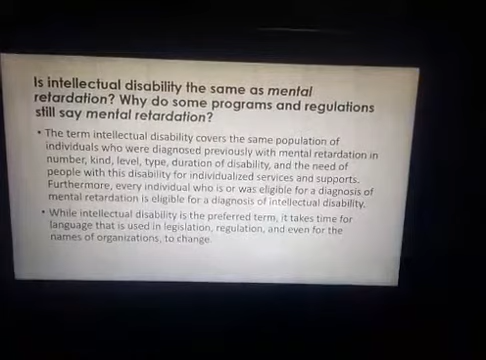 Is intellectual disability the same as mental
retardation? Why do some programs and regulations
still say mental retardation?
• The term intellectual disability covers the same population of
individuals who were diagnosed previously with mental retardation in
number, kind, level, type, duration of disability, and the need of
people with this disability for individualized services and supports.
Furthermore, every individual who is or was eligible for a diagnosis of
mental retardation is eligible for a diagnosis of intellectual disability.
• While intellectual disability is the preferred term, it takes time for
language that is used in legislation, regulation, and even for the
names of organizations, to change.